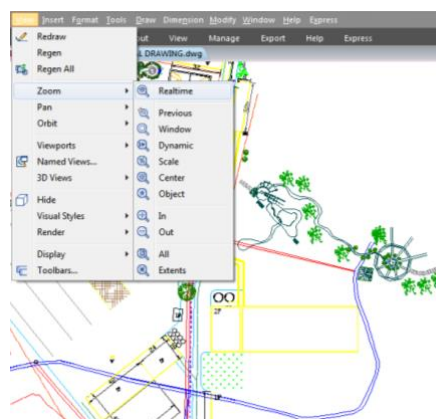 View Insert Format Tools Draw Dimension Modify Window Help Express
out View Manage Export Help Express
L DRAWING.dwg
Redraw
Regen
Regen All
Zoom
Pan
Orbit
Viewports
Named Views...
3D Views
Hide
Visual Styles
Render
Display
Toolbars...
Realtime
Previous
Window
Dynamic
Scale
Center
Object
In
Out
All
Extents
2F
UP